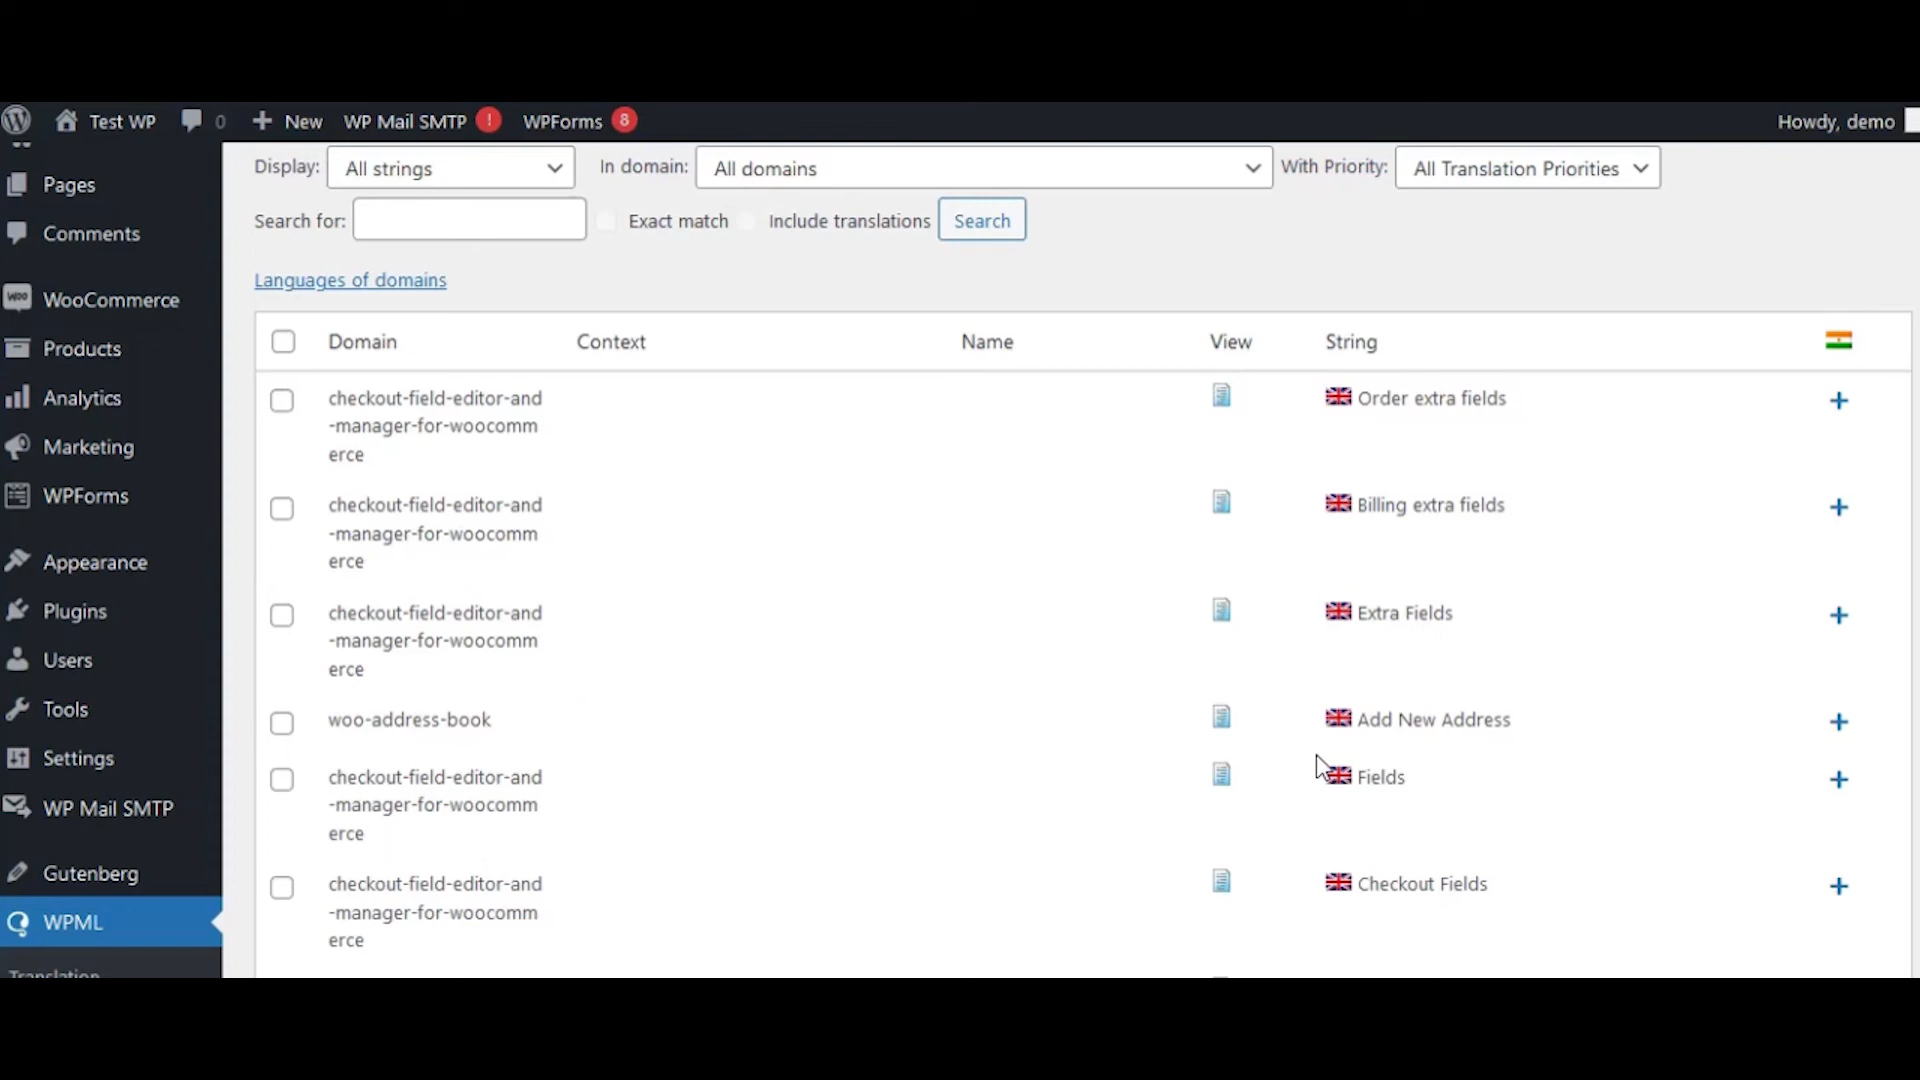 Test WP 0 New WP Mail SMTP ! WPForms 8 Howdy, demo
Pages
Comments
WooCommerce
Products
Analytics
Marketing
WPForms
Appearance
Plugins
Users
Tools
Settings
WP Mail SMTP
Gutenberg
WPML
Translation
Display: All strings In domain: All domains With Priority: All Translation Priorities
Search for: Exact match Include translations Search
Languages of domains
Domain Context Name View String
checkout-field-editor-and
-manager-for-woocomm
erce
Order extra fields +
checkout-field-editor-and
-manager-for-woocomm
erce
Billing extra fields +
checkout-field-editor-and
-manager-for-woocomm
erce
Extra Fields +
woo-address-book Add New Address +
checkout-field-editor-and
-manager-for-woocomm
erce
Fields +
checkout-field-editor-and
-manager-for-woocomm
erce
Checkout Fields +